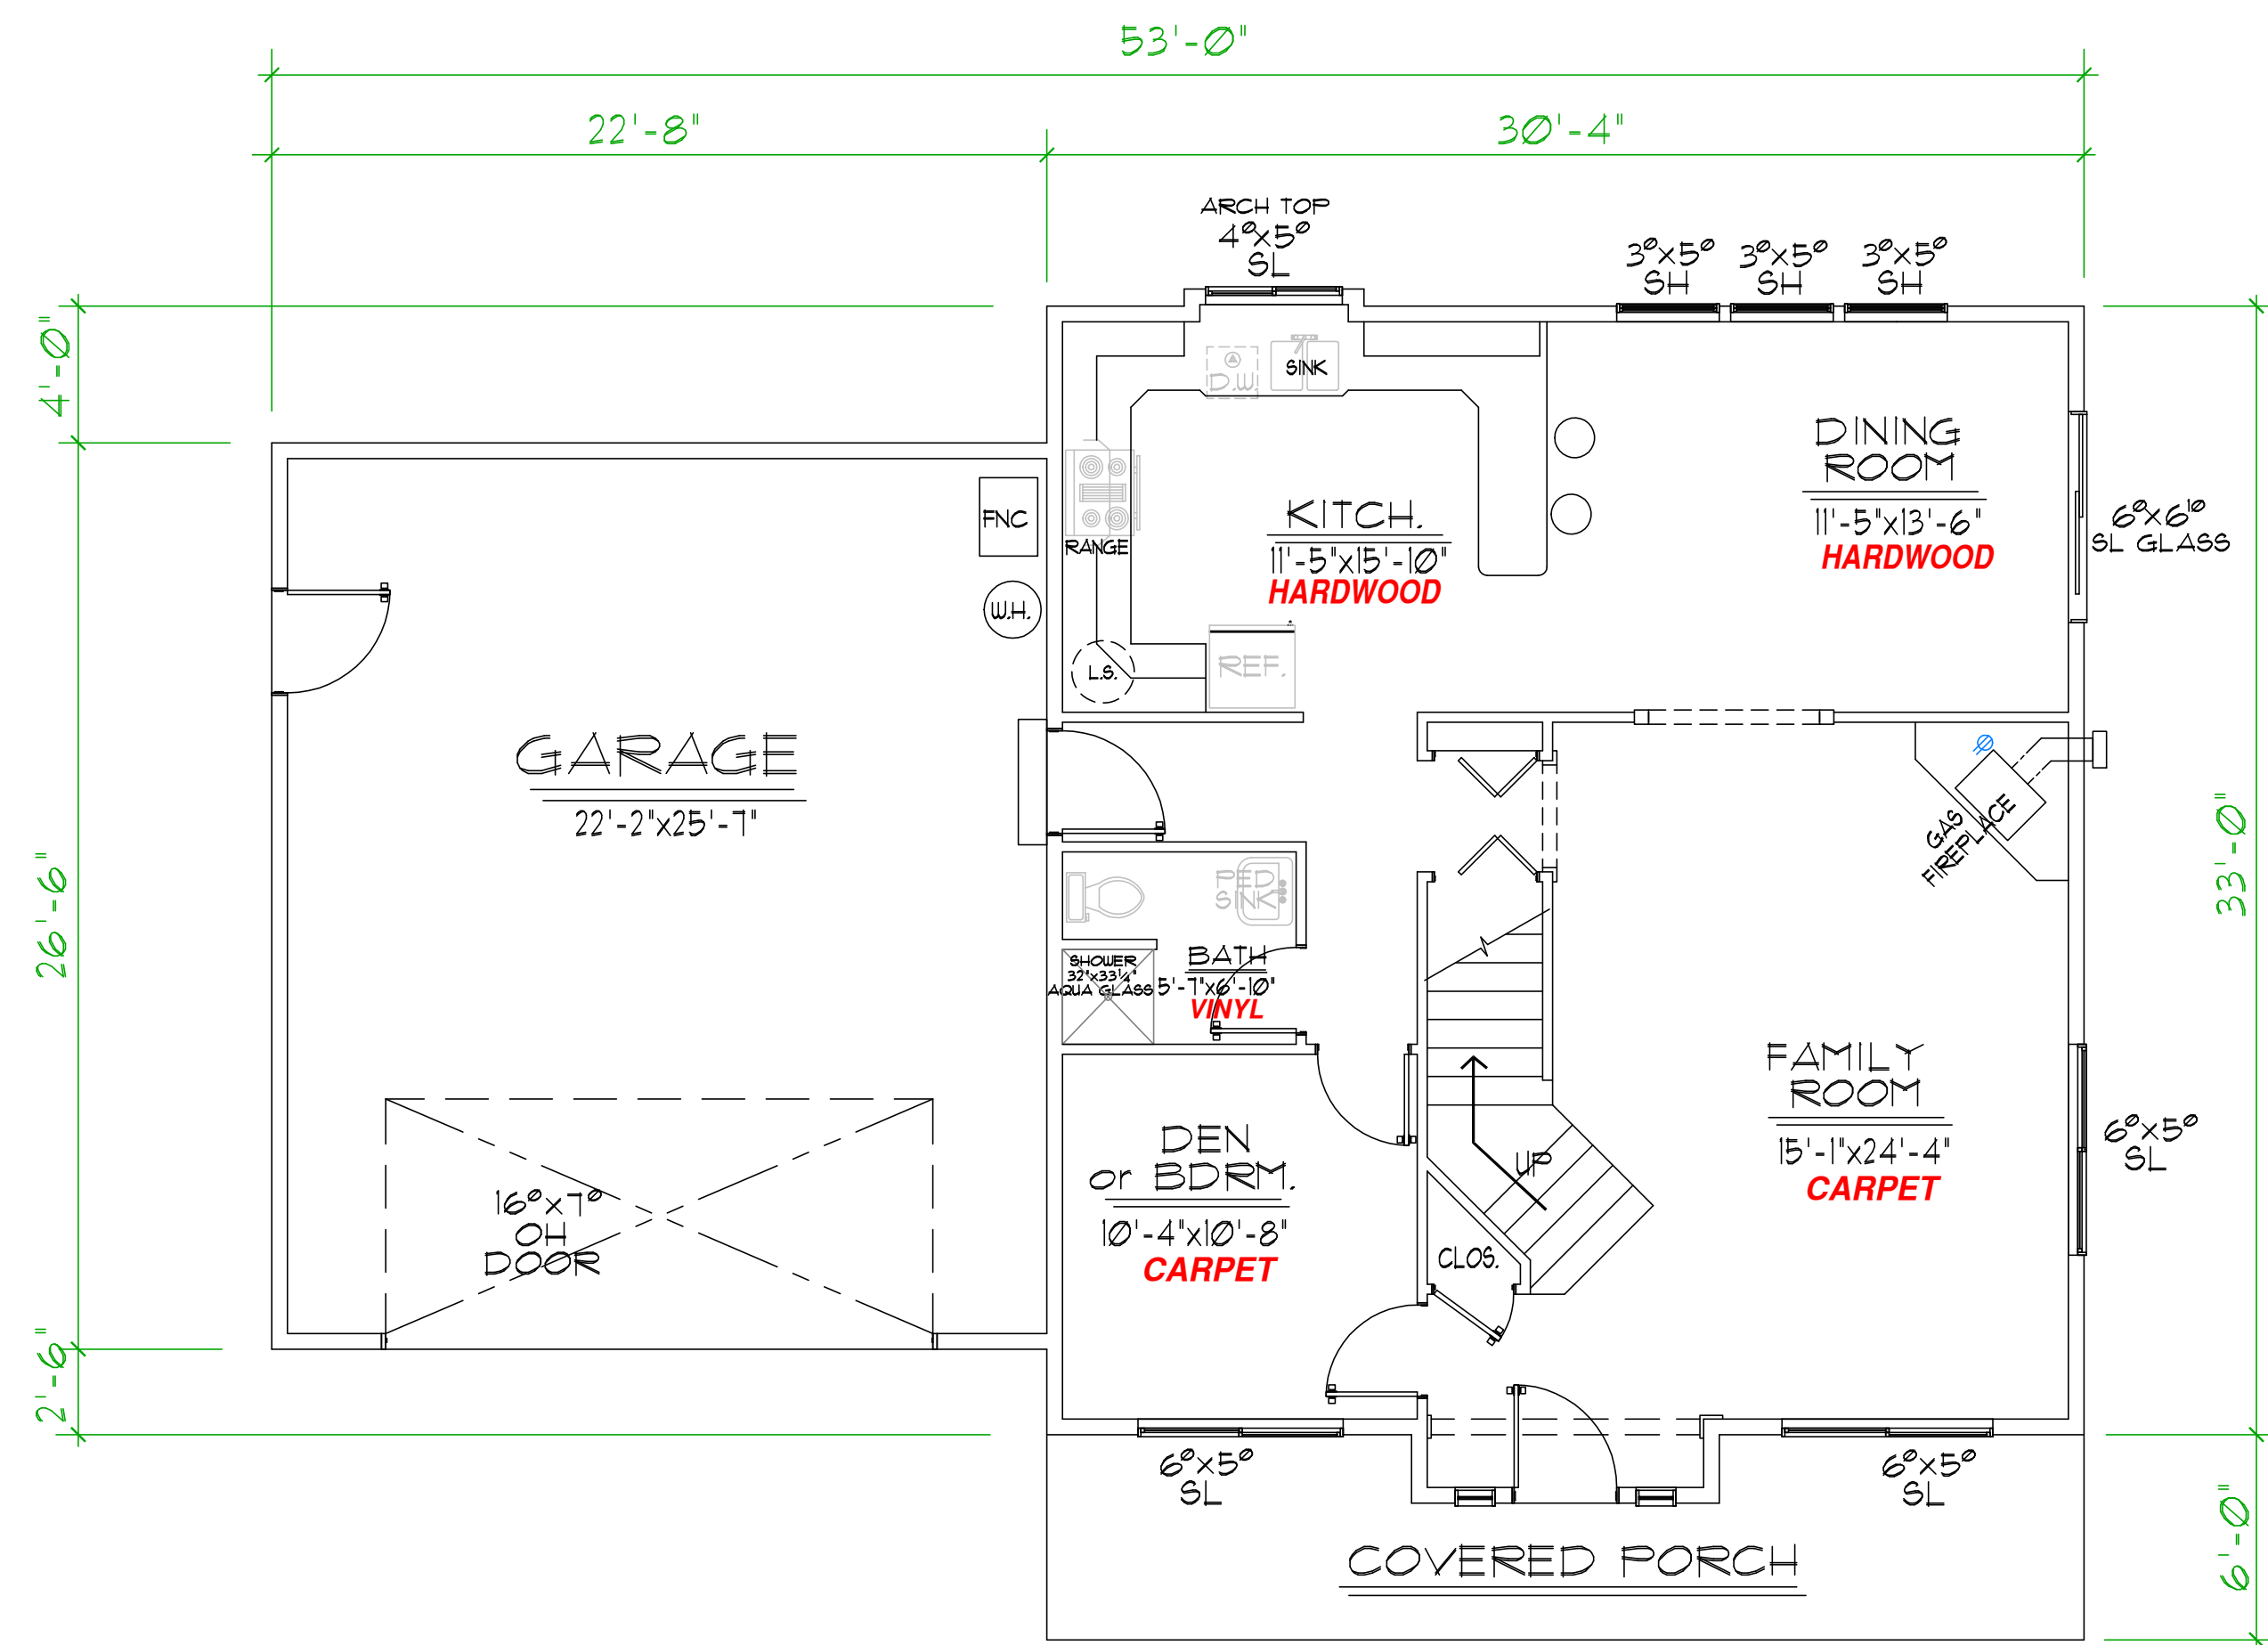 53'-0"
22'-8"
30'-4"
ARCH TOP
4⁰x5⁰
SL
3⁰x5⁰
SH
3⁰x5⁰
SH
3⁰x5⁰
SH
4'-0"
D.W.
SINK
DINING
ROOM
11'-5"x13'-6"
HARDWOOD
KITCH.
11'-5"x15'-10"
HARDWOOD
6⁰x6¹⁰
SL GLASS
FNC
RANGE
W.H.
L.S.
REF.
GARAGE
22'-2"x25'-7"
GAS
FIREPLACE
33'-0"
26'-6"
PED
SINK
BATH
5'-7"x6'-10"
VINYL
SHOWER
32"x33¼"
AQUA GLASS
FAMILY
ROOM
15'-1"x24'-4"
CARPET
6⁰x5⁰
SL
DEN
or BDRM.
10'-4"x10'-8"
CARPET
UP
CLOS.
16⁰x7⁰
OH
DOOR
2'-6"
6⁰x5⁰
SL
6⁰x5⁰
SL
COVERED PORCH
6'-0"